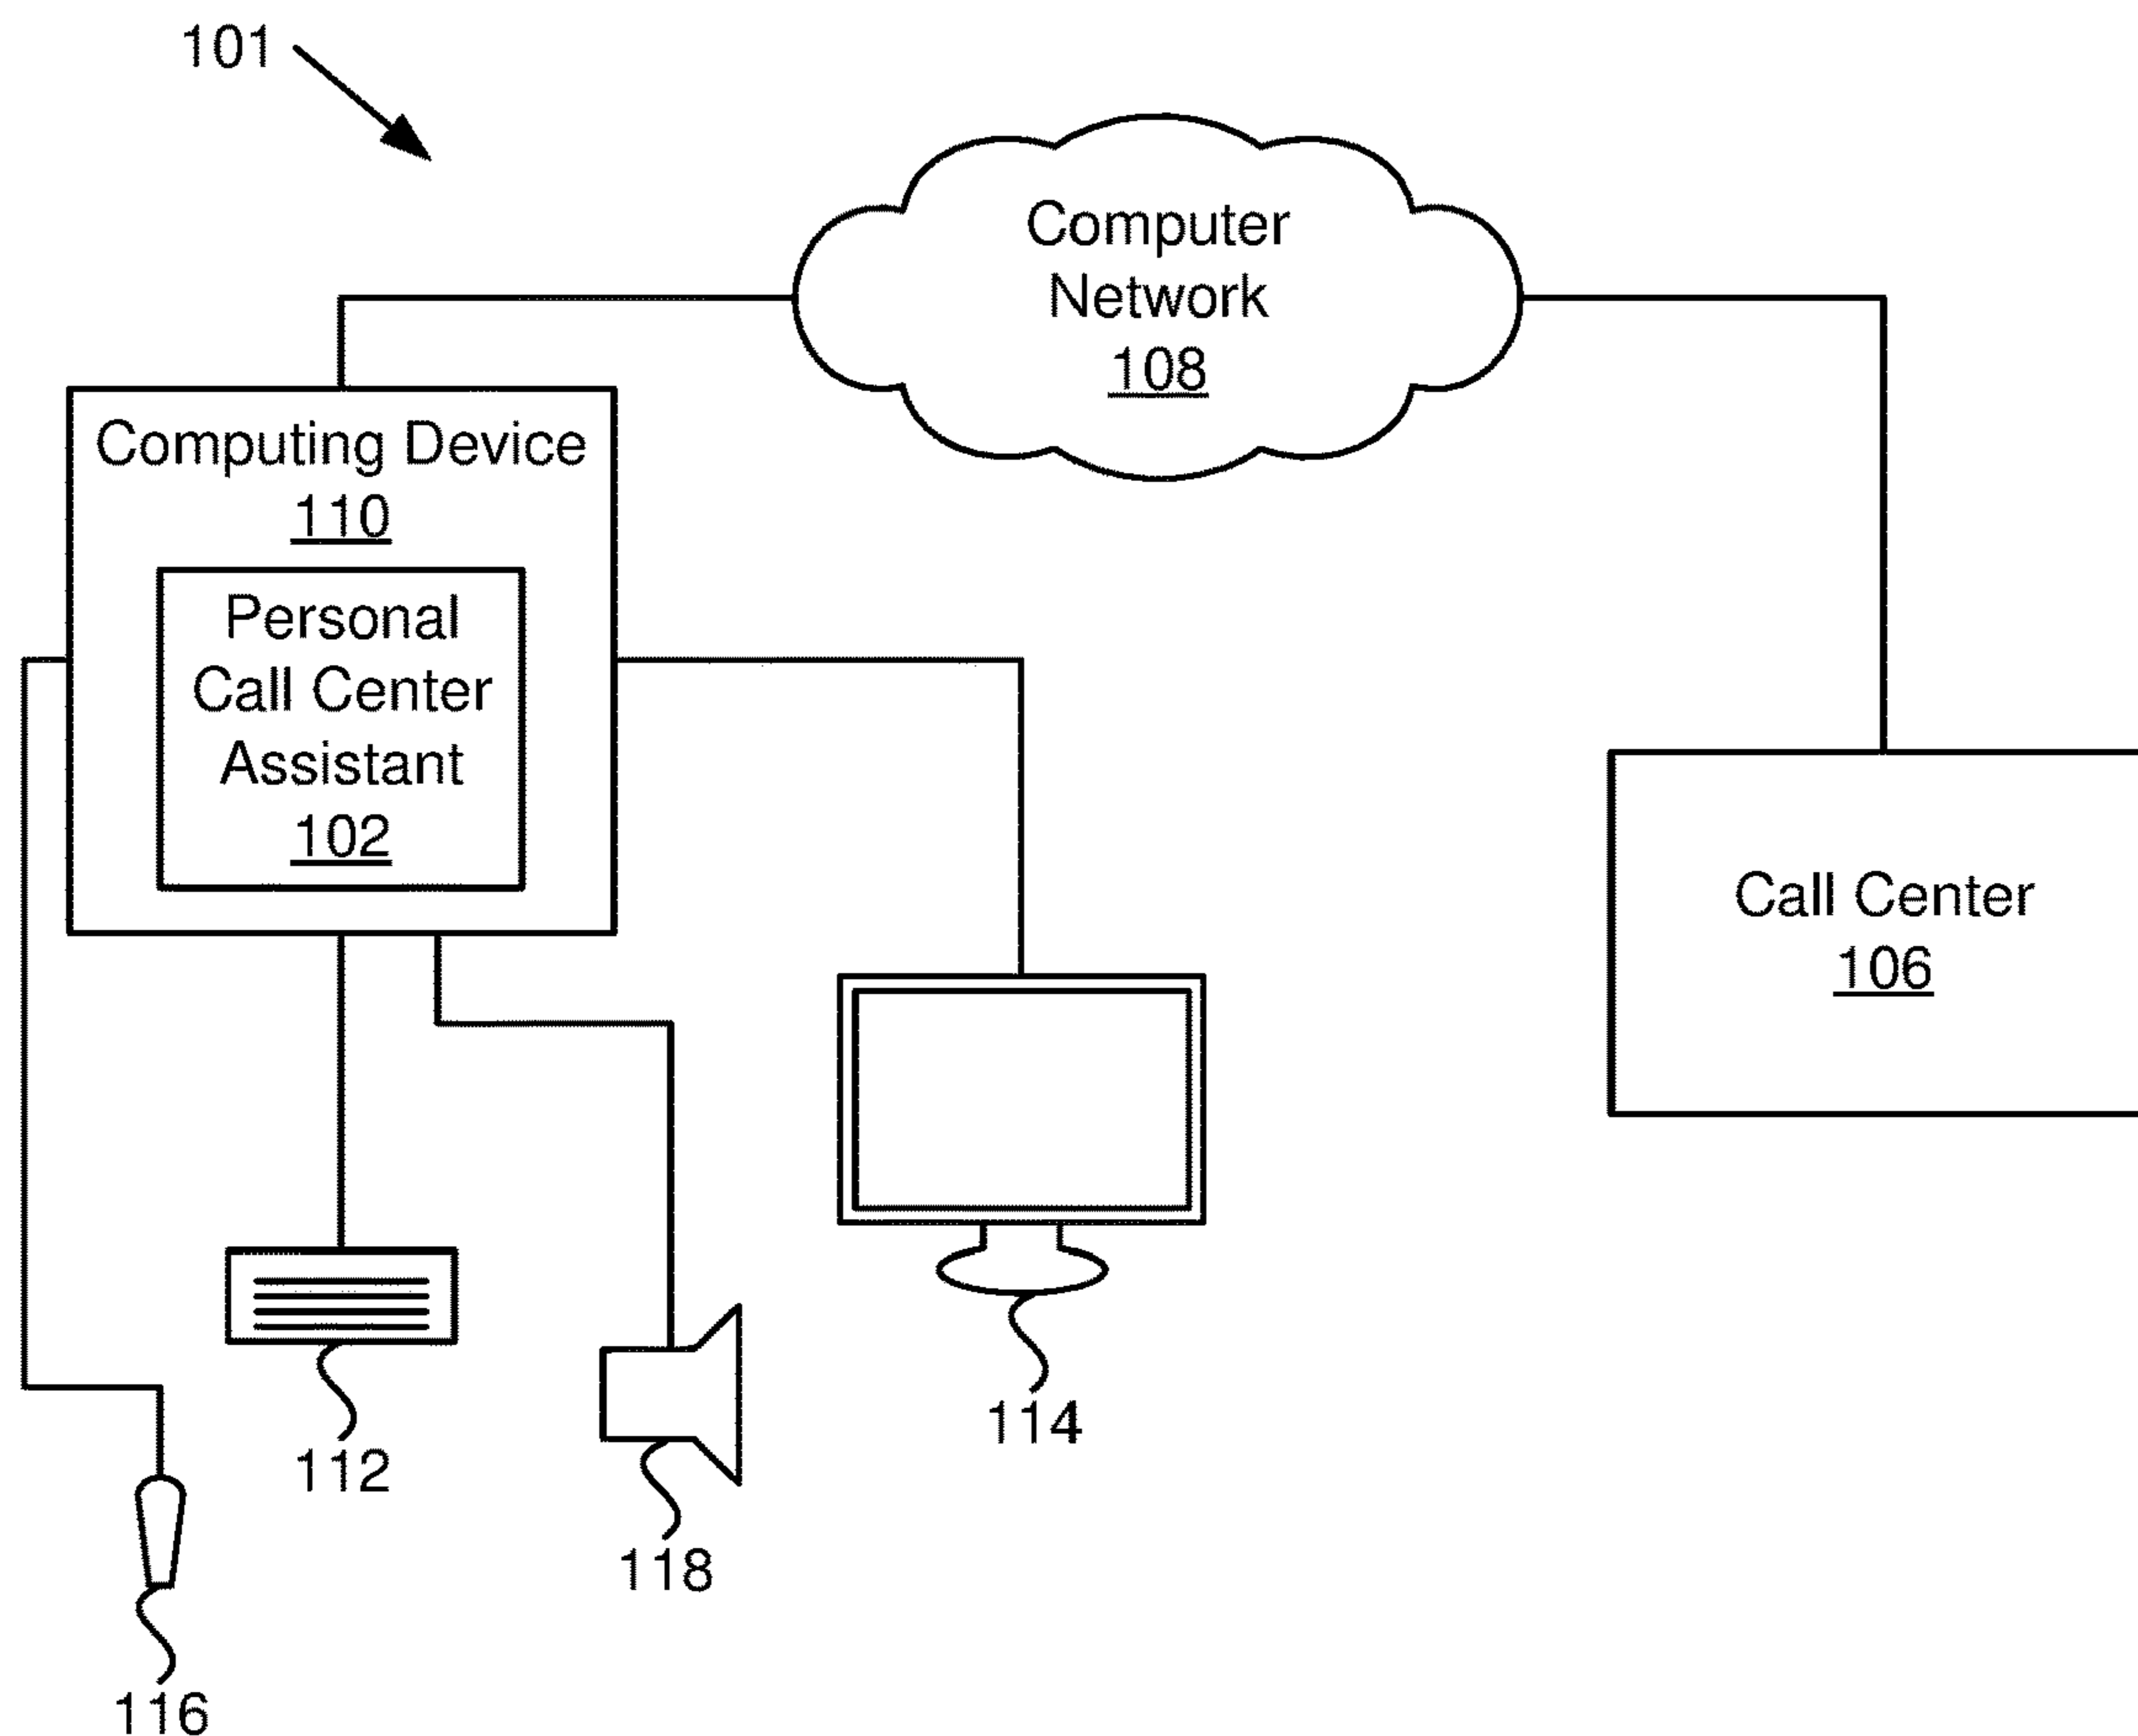 101
Computer
Network
108
Computing Device
110
Personal
Call Center
Assistant
102
Call Center
106
114
112
118
116